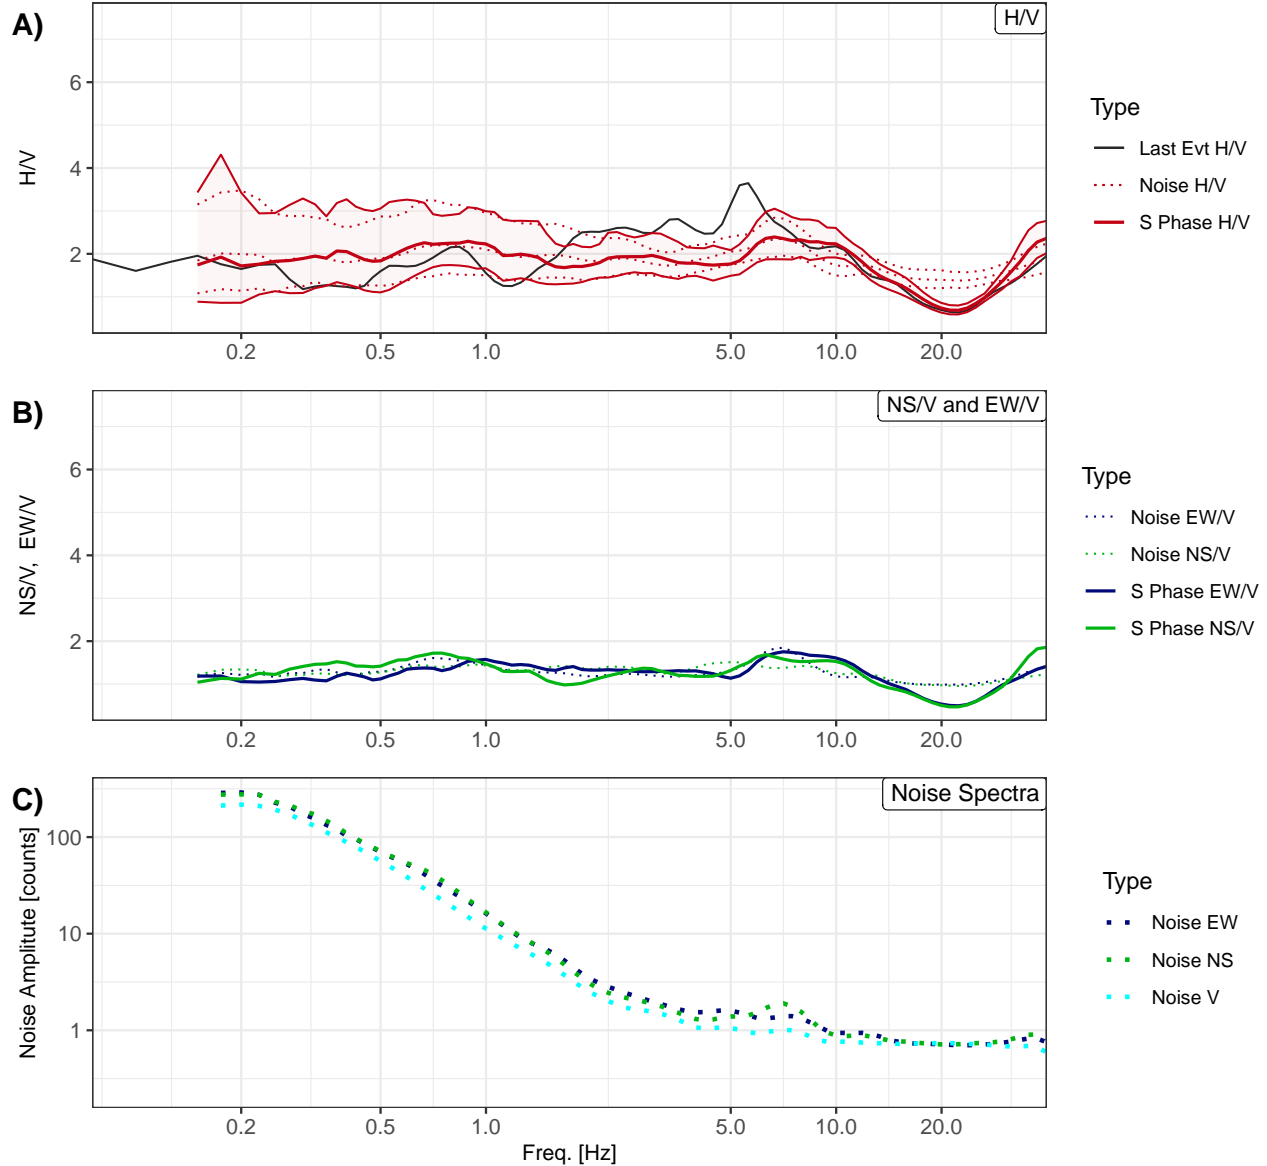 A)
H/V
6
4
2
H/V
0.2 0.5 1.0 5.0 10.0 20.0
Type
Last Evt H/V
Noise H/V
S Phase H/V
B)
NS/V and EW/V
6
4
2
NS/V, EW/V
0.2 0.5 1.0 5.0 10.0 20.0
Type
Noise EW/V
Noise NS/V
S Phase EW/V
S Phase NS/V
C)
Noise Spectra
100
10
1
Noise Amplitute [counts]
0.2 0.5 1.0 5.0 10.0 20.0
Freq. [Hz]
Type
Noise EW
Noise NS
Noise V